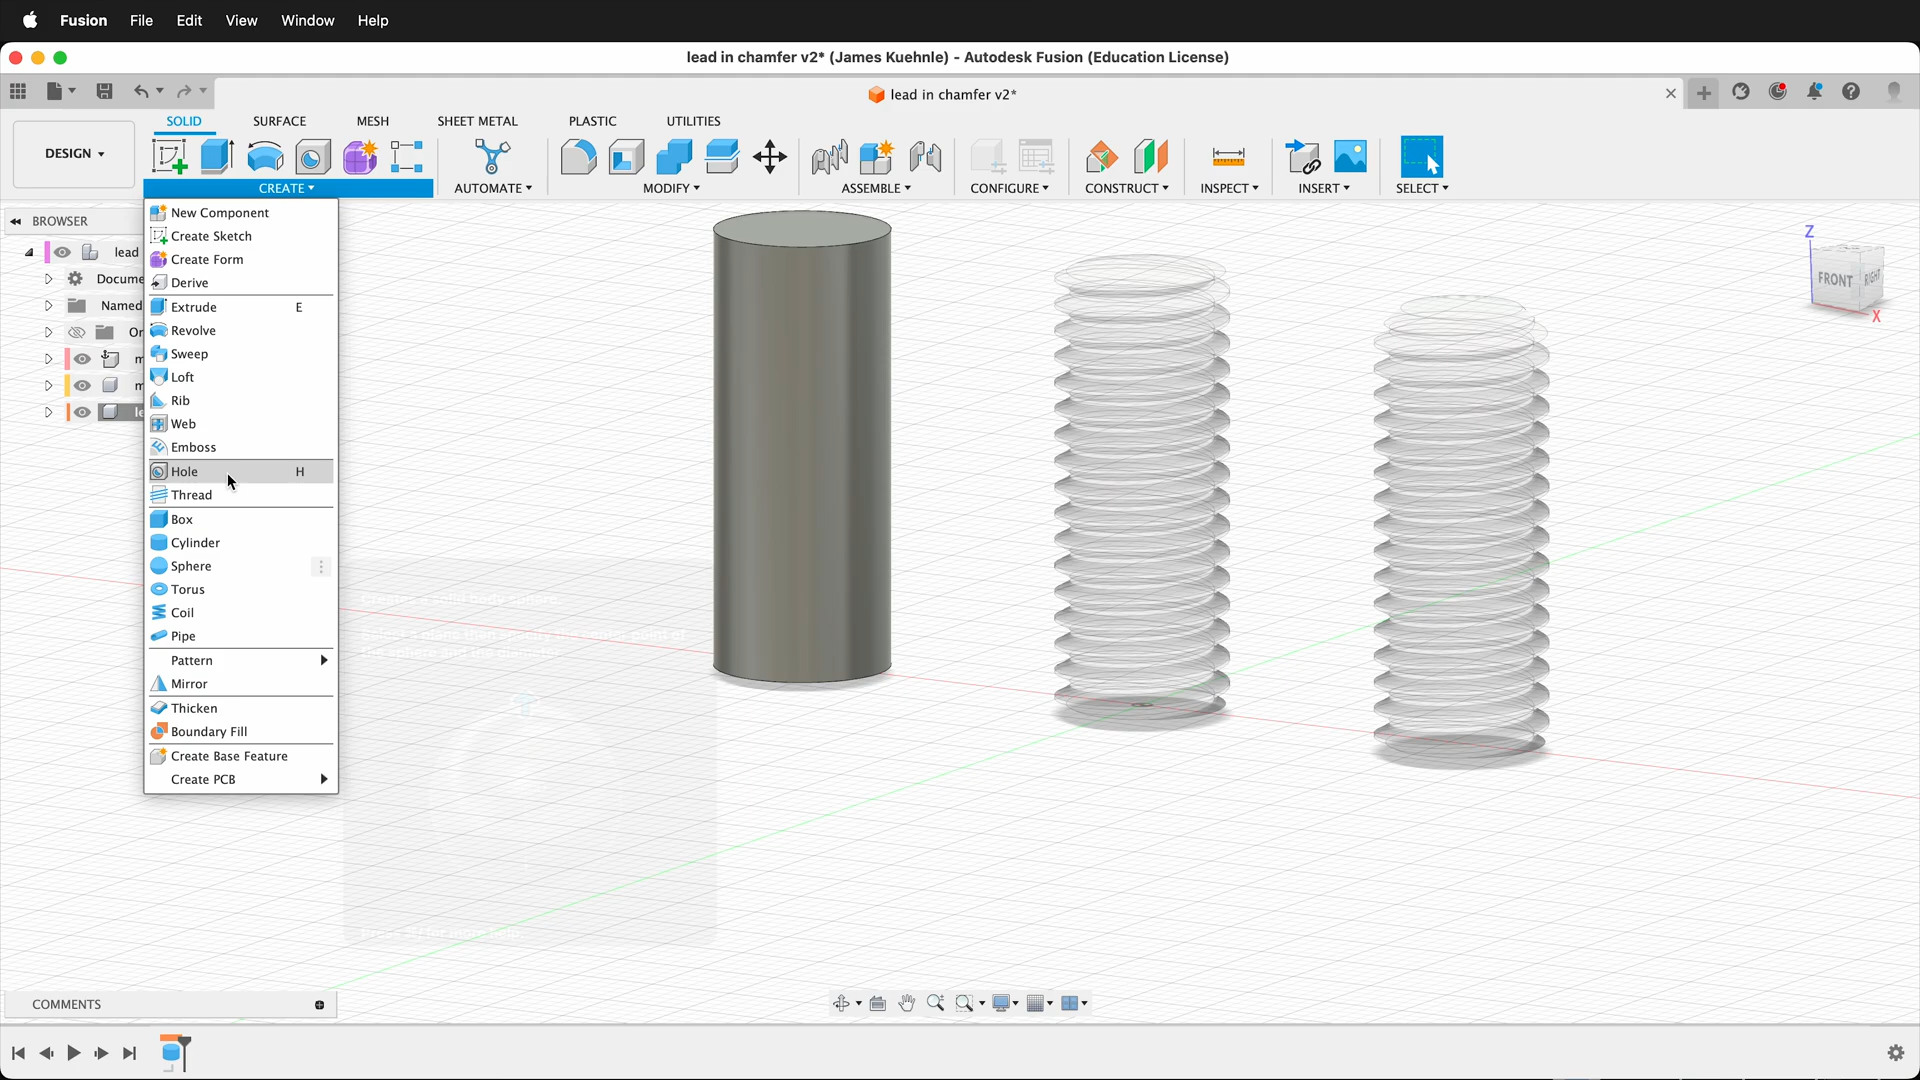 Fusion File Edit View Window Help
lead in chamfer v2* (James Kuehnle) - Autodesk Fusion (Education License)
lead in chamfer v2*
SOLID SURFACE MESH SHEET METAL PLASTIC UTILITIES
DESIGN
CREATE AUTOMATE MODIFY ASSEMBLE CONFIGURE CONSTRUCT INSPECT INSERT SELECT
BROWSER
lead
Docume
Named
Or
m
m
le
New Component
Create Sketch
Create Form
Derive
Extrude E
Revolve
Sweep
Loft
Rib
Web
Emboss
Hole H
Thread
Box
Cylinder
Sphere
Torus
Coil
Pipe
Pattern
Mirror
Thicken
Boundary Fill
Create Base Feature
Create PCB
Z
FRONT RIGHT
X
COMMENTS